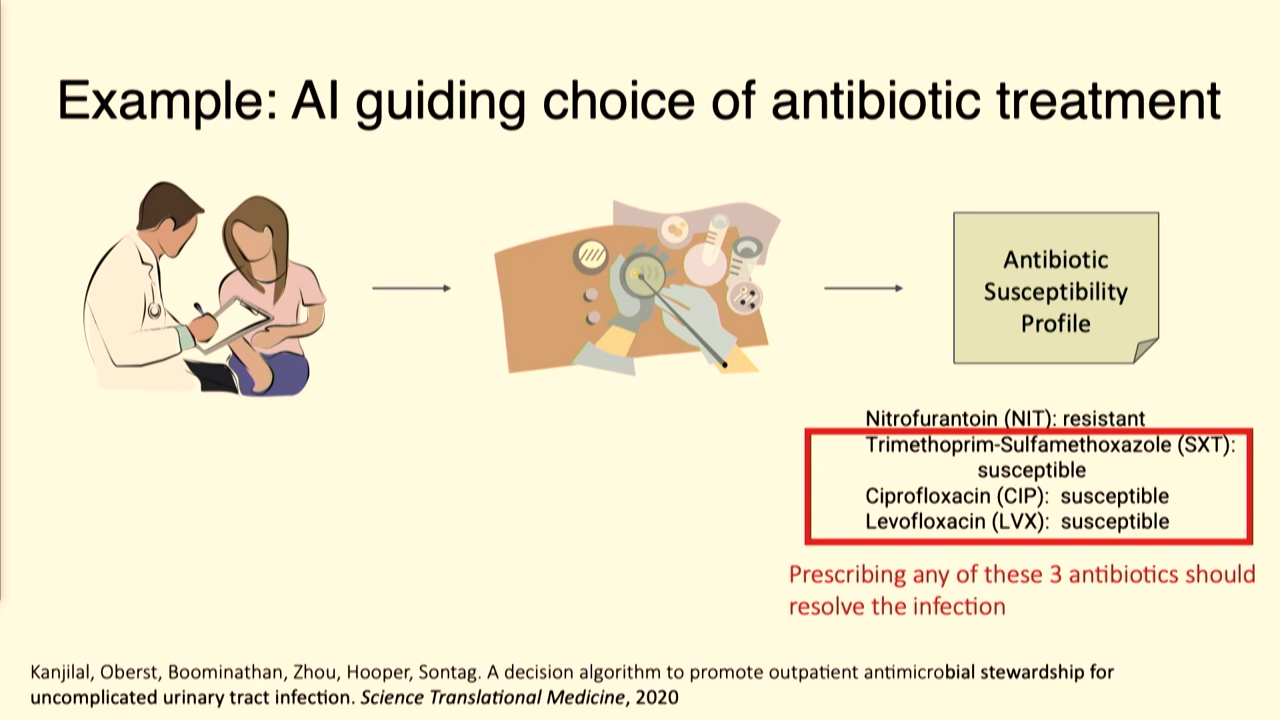 Example: AI guiding choice of antibiotic treatment
Antibiotic
Susceptibility
Profile
Nitrofurantoin (NIT): resistant
Trimethoprim-Sulfamethoxazole (SXT):
susceptible
Ciprofloxacin (CIP): susceptible
Levofloxacin (LVX): susceptible
Prescribing any of these 3 antibiotics should
resolve the infection
Kanjilal, Oberst, Boominathan, Zhou, Hooper, Sontag. A decision algorithm to promote outpatient antimicrobial stewardship for
uncomplicated urinary tract infection. Science Translational Medicine, 2020